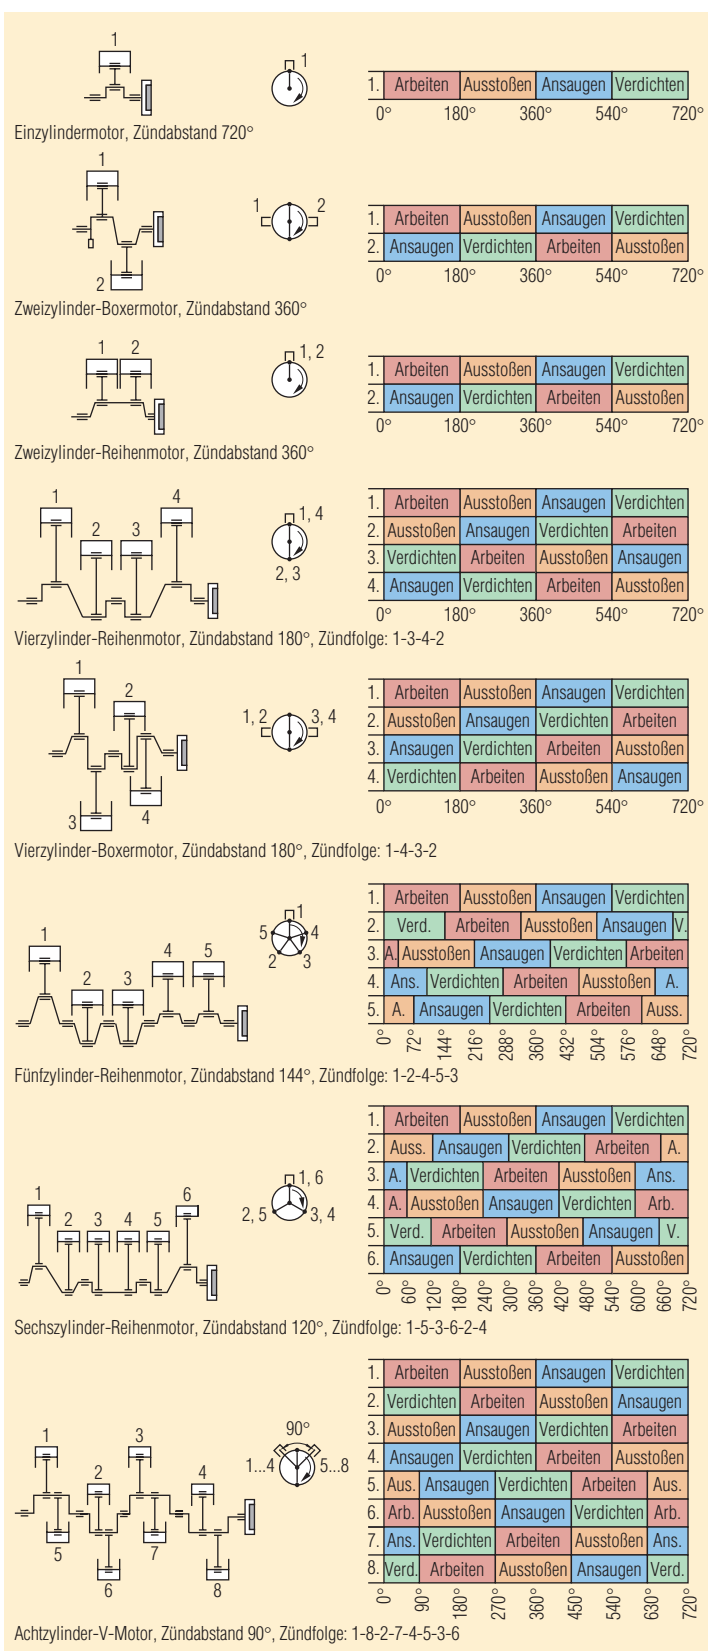 1
1
1. Arbeiten Ausstoßen Ansaugen Verdichten
0° 180° 360° 540° 720°
Einzylindermotor, Zündabstand 720°
1
2
1 2
1. Arbeiten Ausstoßen Ansaugen Verdichten
2. Ansaugen Verdichten Arbeiten Ausstoßen
0° 180° 360° 540° 720°
Zweizylinder-Boxermotor, Zündabstand 360°
1 2
1, 2
1. Arbeiten Ausstoßen Ansaugen Verdichten
2. Ansaugen Verdichten Arbeiten Ausstoßen
0° 180° 360° 540° 720°
Zweizylinder-Reihenmotor, Zündabstand 360°
1 4
2 3
1, 4
2, 3
1. Arbeiten Ausstoßen Ansaugen Verdichten
2. Ausstoßen Ansaugen Verdichten Arbeiten
3. Verdichten Arbeiten Ausstoßen Ansaugen
4. Ansaugen Verdichten Arbeiten Ausstoßen
0° 180° 360° 540° 720°
Vierzylinder-Reihenmotor, Zündabstand 180°, Zündfolge: 1-3-4-2
1
2
3 4
1, 2 3, 4
1. Arbeiten Ausstoßen Ansaugen Verdichten
2. Ausstoßen Ansaugen Verdichten Arbeiten
3. Ansaugen Verdichten Arbeiten Ausstoßen
4. Verdichten Arbeiten Ausstoßen Ansaugen
0° 180° 360° 540° 720°
Vierzylinder-Boxermotor, Zündabstand 180°, Zündfolge: 1-4-3-2
1 4 5
2 3
1
5 4
2 3
1. Arbeiten Ausstoßen Ansaugen Verdichten
2. Verd. Arbeiten Ausstoßen Ansaugen V.
3. A. Ausstoßen Ansaugen Verdichten Arbeiten
4. Ans. Verdichten Arbeiten Ausstoßen A.
5. A. Ansaugen Verdichten Arbeiten Auss.
0° 72° 144° 216° 288° 360° 432° 504° 576° 648° 720°
Fünfzylinder-Reihenmotor, Zündabstand 144°, Zündfolge: 1-2-4-5-3
1 6
2 3 4 5
1, 6
2, 5 3, 4
1. Arbeiten Ausstoßen Ansaugen Verdichten
2. Auss. Ansaugen Verdichten Arbeiten A.
3. A. Verdichten Arbeiten Ausstoßen Ans.
4. A. Ausstoßen Ansaugen Verdichten Arb.
5. Verd. Arbeiten Ausstoßen Ansaugen V.
6. Ansaugen Verdichten Arbeiten Ausstoßen
0° 60° 120° 180° 240° 300° 360° 420° 480° 540° 600° 660° 720°
Sechszylinder-Reihenmotor, Zündabstand 120°, Zündfolge: 1-5-3-6-2-4
1 3
2 4
5 7
6 8
90°
1...4 5...8
1. Arbeiten Ausstoßen Ansaugen Verdichten
2. Verdichten Arbeiten Ausstoßen Ansaugen
3. Ausstoßen Ansaugen Verdichten Arbeiten
4. Ansaugen Verdichten Arbeiten Ausstoßen
5. Aus. Ansaugen Verdichten Arbeiten Aus.
6. Arb. Ausstoßen Ansaugen Verdichten Arb.
7. Ans. Verdichten Arbeiten Ausstoßen Ans.
8. Verd. Arbeiten Ausstoßen Ansaugen Verd.
0° 90° 180° 270° 360° 450° 540° 630° 720°
Achtzylinder-V-Motor, Zündabstand 90°, Zündfolge: 1-8-2-7-4-5-3-6